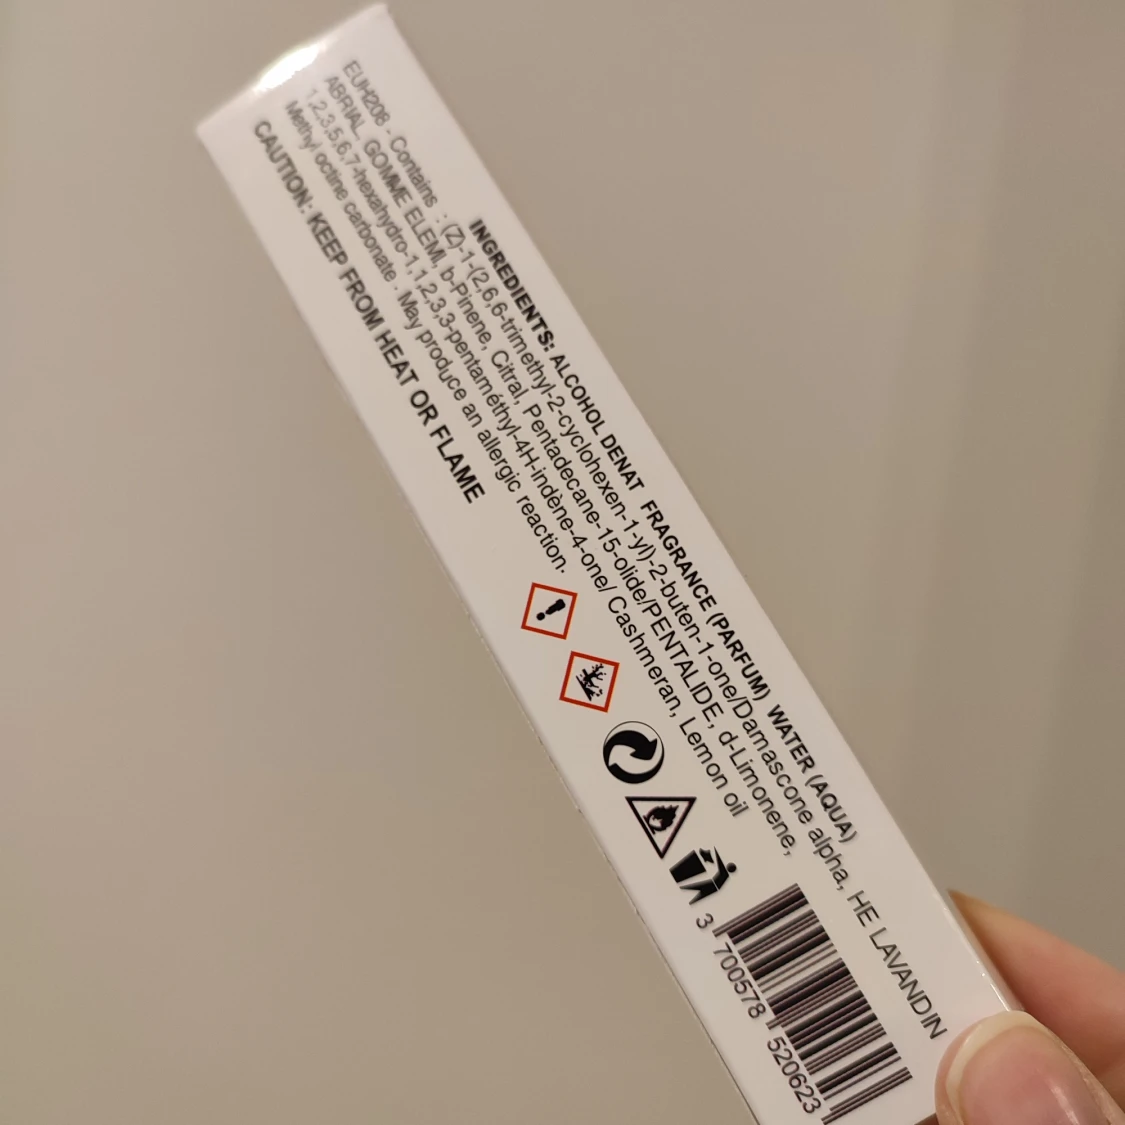 INGREDIENTS: ALCOHOL DENAT FRAGRANCE (PARFUM) WATER (AQUA)
EUH208 - Contains : (Z)-1-(2,6,6-trimethyl-2-cyclohexen-1-yl)-2-buten-1-one/Damascone alpha, HE LAVANDIN
ABRIAL, GOMME ELEMI, b-Pinene, Citral, Pentadecane-15-olide/PENTALIDE, d-Limonene,
1,2,3,5,6,7-hexahydro-1,1,2,3,3-pentaméthyl-4H-indène-4-one/ Cashmeran, Lemon oil
Methyl octine carbonate . May produce an allergic reaction.
CAUTION: KEEP FROM HEAT OR FLAME
3 700578 520623